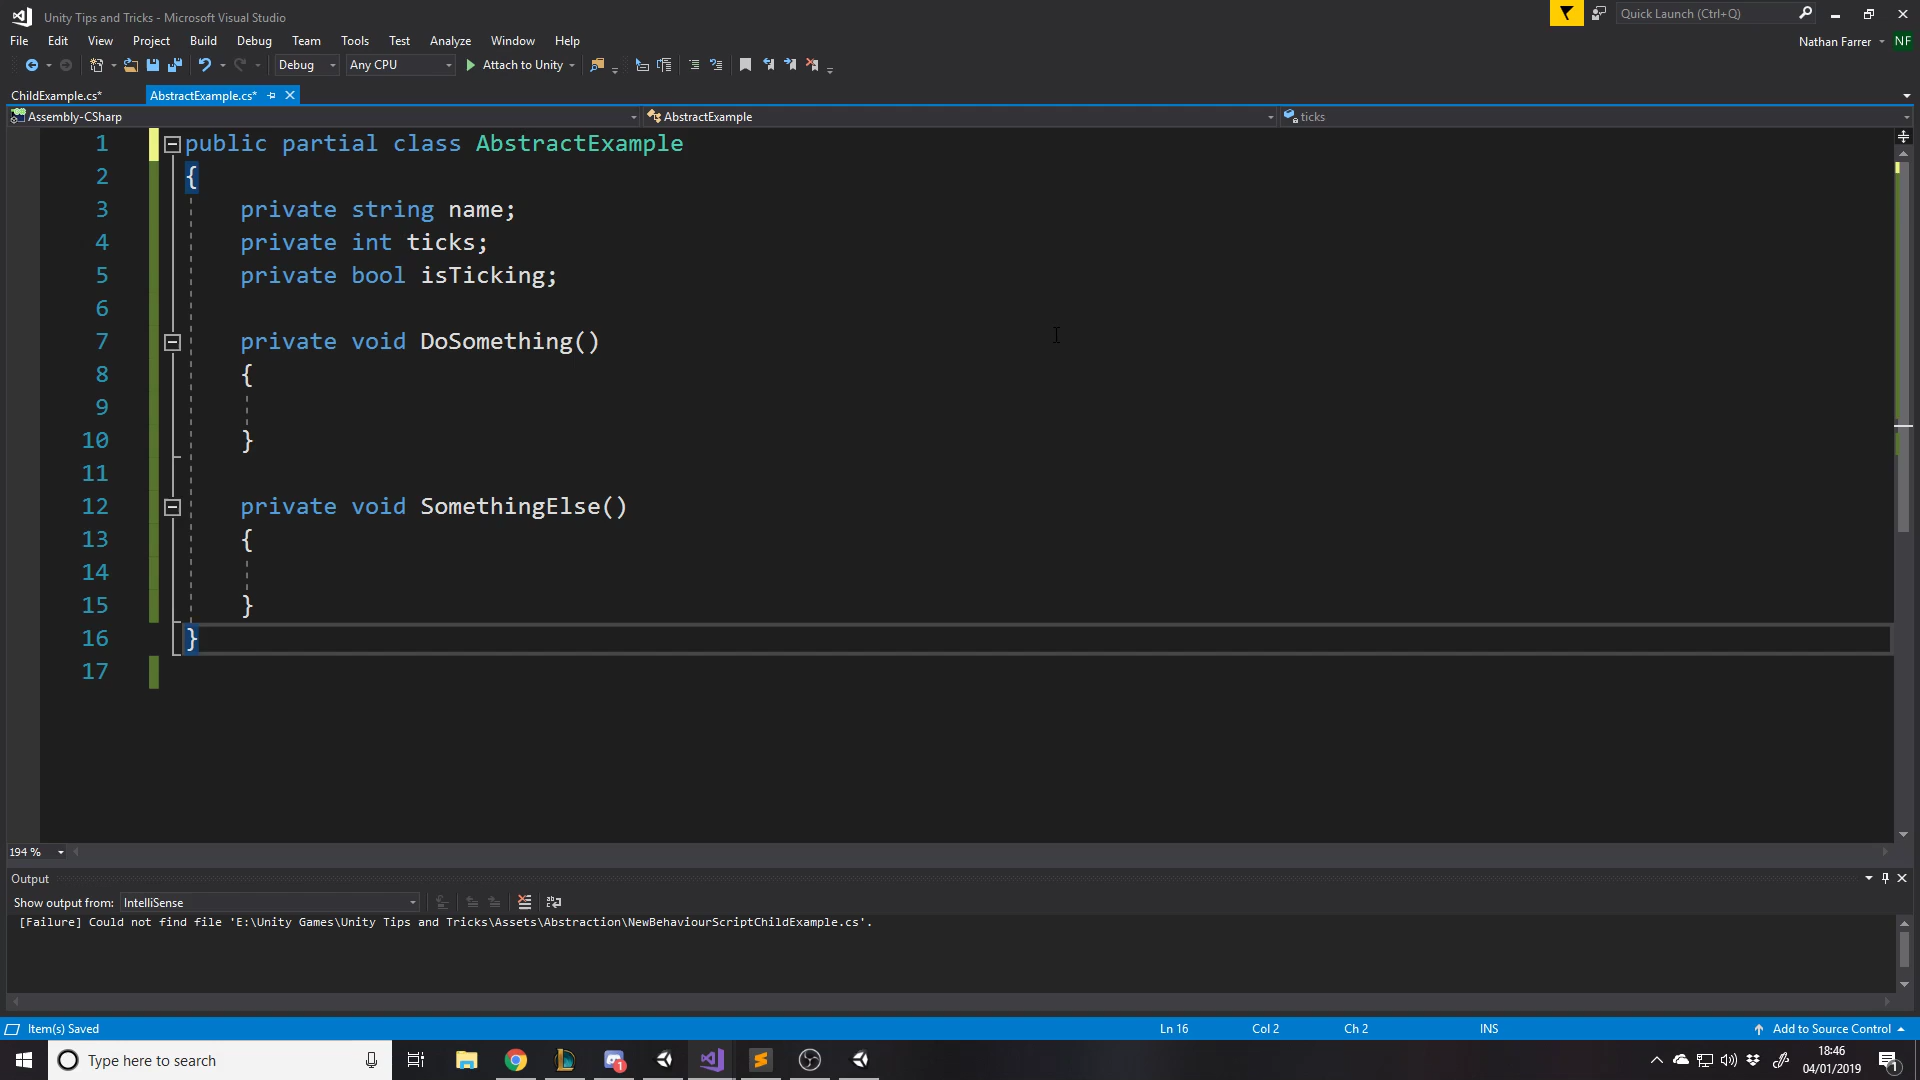 Unity Tips and Tricks - Microsoft Visual Studio
Quick Launch (Ctrl+Q)
File Edit View Project Build Debug Team Tools Test Analyze Window Help
Nathan Farrer NF
Debug Any CPU Attach to Unity
ChildExample.cs* AbstractExample.cs*
Assembly-CSharp AbstractExample ticks
1 public partial class AbstractExample
2 {
3 private string name;
4 private int ticks;
5 private bool isTicking;
6
7 private void DoSomething()
8 {
9
10 }
11
12 private void SomethingElse()
13 {
14
15 }
16 }
17
194 %
Output
Show output from: IntelliSense
[Failure] Could not find file 'E:\Unity Games\Unity Tips and Tricks\Assets\Abstraction\NewBehaviourScriptChildExample.cs'.
Item(s) Saved Ln 16 Col 2 Ch 2 INS Add to Source Control
Type here to search
1
18:46
04/01/2019
1